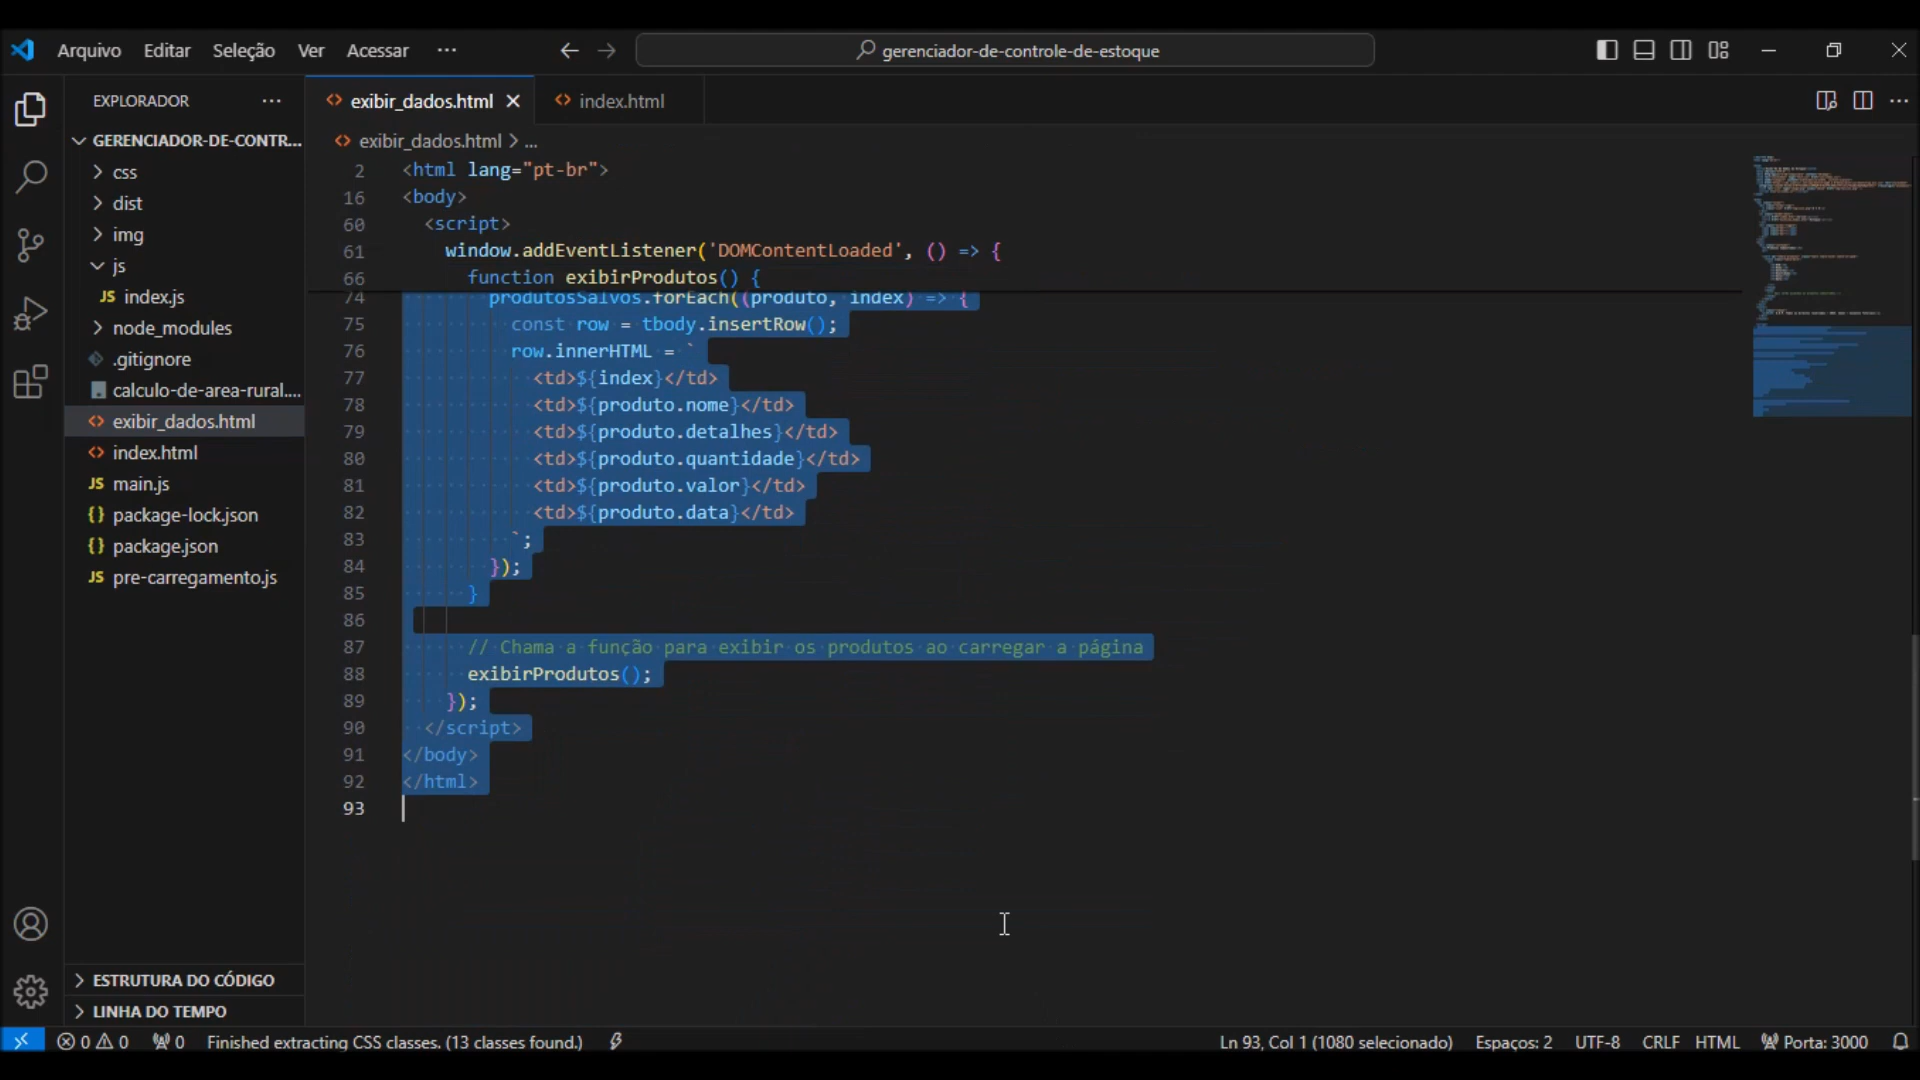 Arquivo Editar Seleção Ver Acessar ···
gerenciador-de-controle-de-estoque
EXPLORADOR ···
GERENCIADOR-DE-CONTR...
css
dist
img
js
JS index.js
node_modules
.gitignore
calculo-de-area-rural....
exibir_dados.html
index.html
JS main.js
{} package-lock.json
{} package.json
JS pre-carregamento.js
ESTRUTURA DO CÓDIGO
LINHA DO TEMPO
exibir_dados.html
index.html
exibir_dados.html > ...
2 <html lang="pt-br">
16 <body>
60 <script>
61 window.addEventListener('DOMContentLoaded', () => {
66 function exibirProdutos() {
74 produtosSalvos.forEach((produto, index) => {
75 const row = tbody.insertRow();
76 row.innerHTML = `
77 <td>${index}</td>
78 <td>${produto.nome}</td>
79 <td>${produto.detalhes}</td>
80 <td>${produto.quantidade}</td>
81 <td>${produto.valor}</td>
82 <td>${produto.data}</td>
83 `;
84 });
85 }
86
87 // Chama a função para exibir os produtos ao carregar a página
88 exibirProdutos();
89 });
90 </script>
91 </body>
92 </html>
93
0 0 0 Finished extracting CSS classes. (13 classes found.) Ln 93, Col 1 (1080 selecionado) Espaços: 2 UTF-8 CRLF HTML Porta: 3000